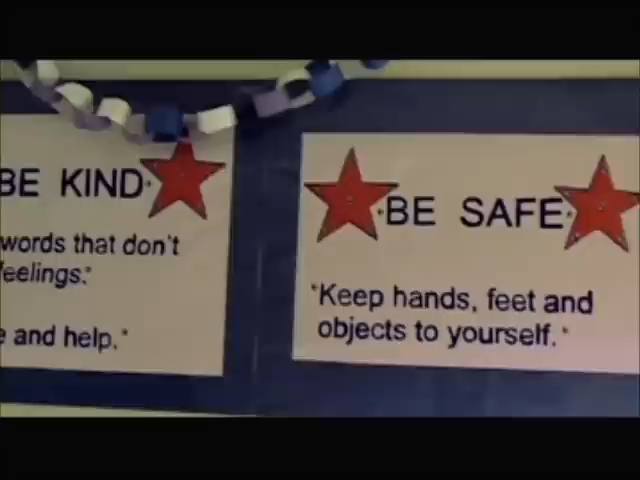 BE KIND
words that don't
feelings.
and help.
BE SAFE
Keep hands, feet and
objects to yourself.